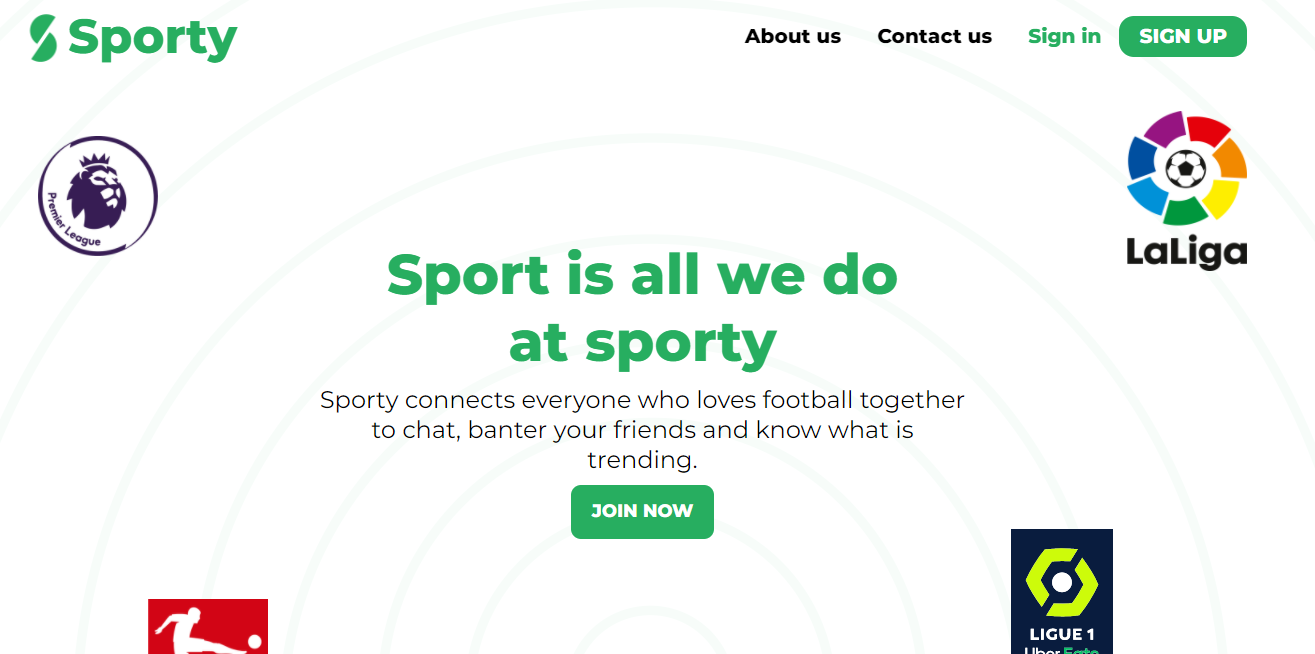 Sporty
About us
Contact us
Sign in
SIGN UP
Premier League
LaLiga
Sport is all we do
at sporty
Sporty connects everyone who loves football together
to chat, banter your friends and know what is
trending.
JOIN NOW
LIGUE 1
Uber Eats